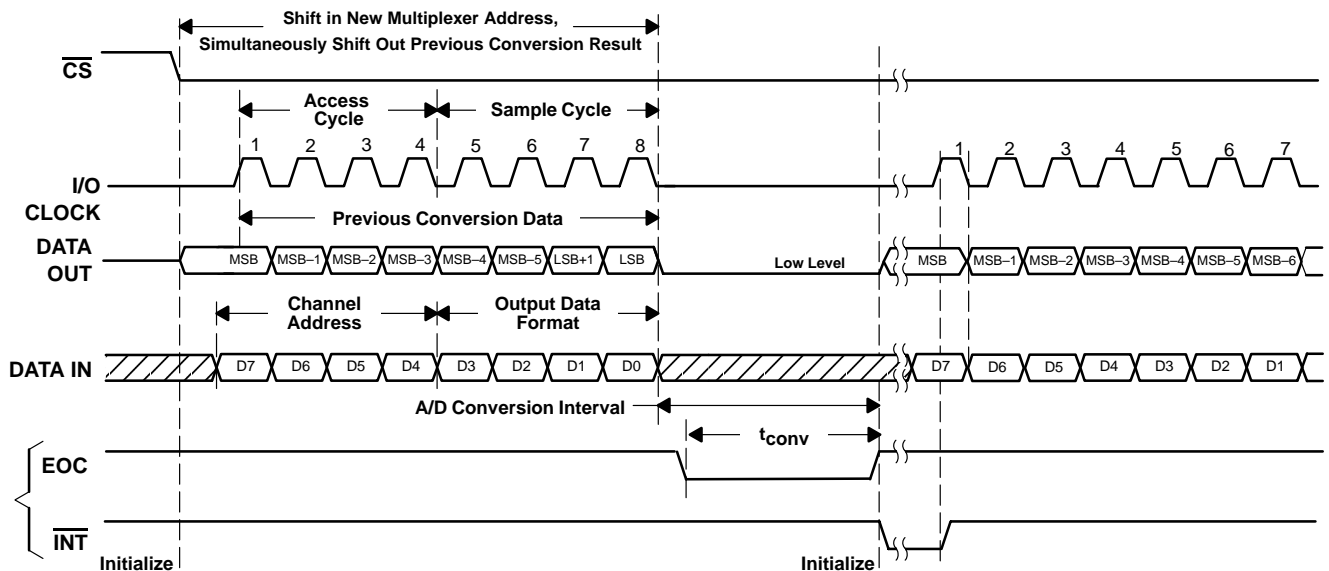 Shift in New Multiplexer Address,
Simultaneously Shift Out Previous Conversion Result
CS
Access
Cycle
Sample Cycle
1 2 3 4 5 6 7 8 1 2 3 4 5 6 7
I/O
CLOCK
Previous Conversion Data
DATA
OUT
MSB MSB–1 MSB–2 MSB–3 MSB–4 MSB–5 LSB+1 LSB Low Level MSB MSB–1 MSB–2 MSB–3 MSB–4 MSB–5 MSB–6
Channel
Address
Output Data
Format
DATA IN D7 D6 D5 D4 D3 D2 D1 D0 D7 D6 D5 D4 D3 D2 D1
A/D Conversion Interval
tconv
EOC
INT
Initialize Initialize